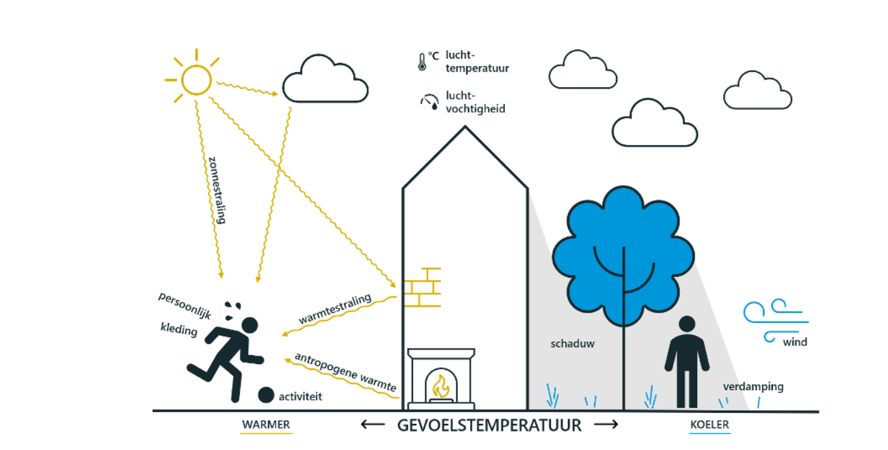 °C lucht-
temperatuur
lucht-
vochtigheid
zonnestraling
persoonlijk
kleding
warmtestraling
antropogene warmte
activiteit
schaduw
wind
verdamping
WARMER
← GEVOELSTEMPERATUUR →
KOELER